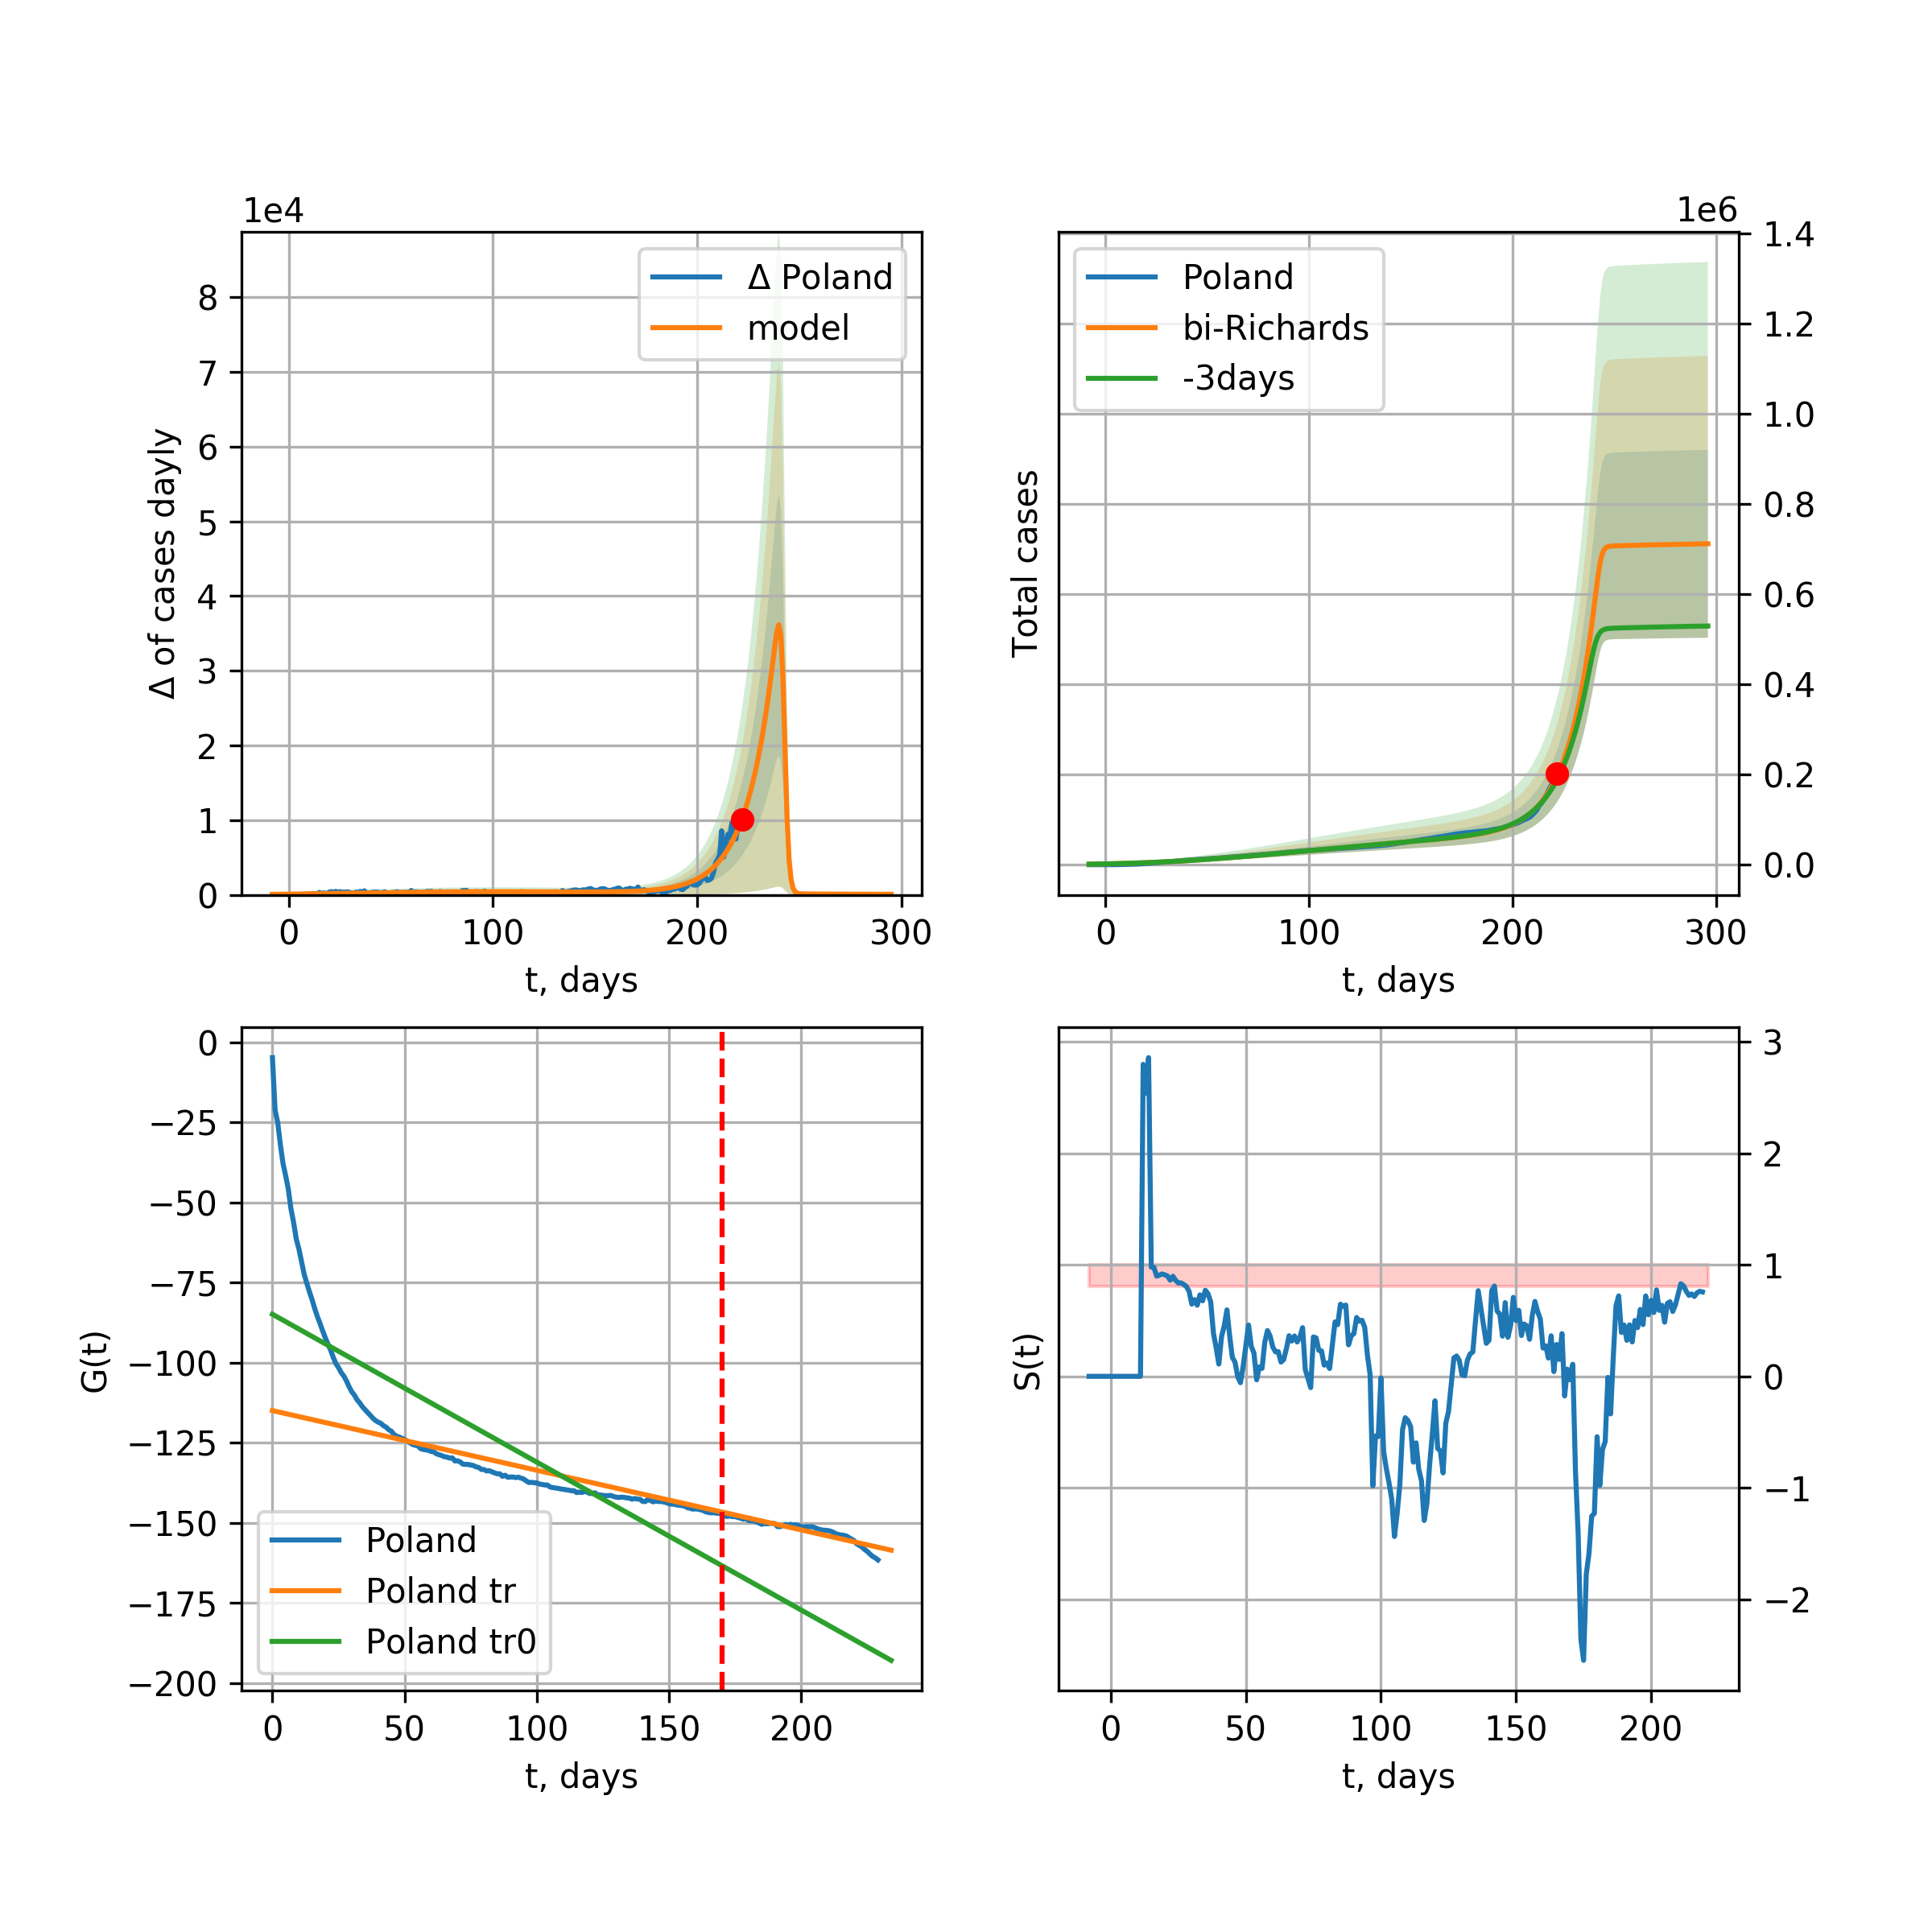 1e4
8
7
6
5
4
3
2
1
0
Δ of cases dayly
Δ Poland
model
0 100 200 300
t, days
1e6
1.4
1.2
1.0
0.8
0.6
0.4
0.2
0.0
Total cases
Poland
bi-Richards
-3days
0 100 200 300
t, days
0
−25
−50
−75
−100
−125
−150
−175
−200
G(t)
Poland
Poland tr
Poland tr0
0 50 100 150 200
t, days
3
2
1
0
−1
−2
S(t)
0 50 100 150 200
t, days